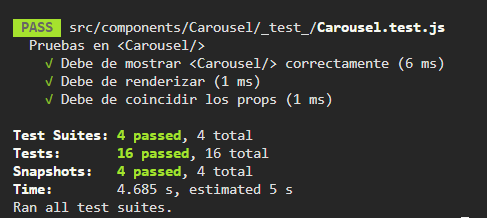 PASS src/components/Carousel/_test_/Carousel.test.js
Pruebas en <Carousel/>
√ Debe de mostrar <Carousel/> correctamente (6 ms)
√ Debe de renderizar (1 ms)
√ Debe de coincidir los props (1 ms)
Test Suites: 4 passed, 4 total
Tests: 16 passed, 16 total
Snapshots: 4 passed, 4 total
Time: 4.685 s, estimated 5 s
Ran all test suites.